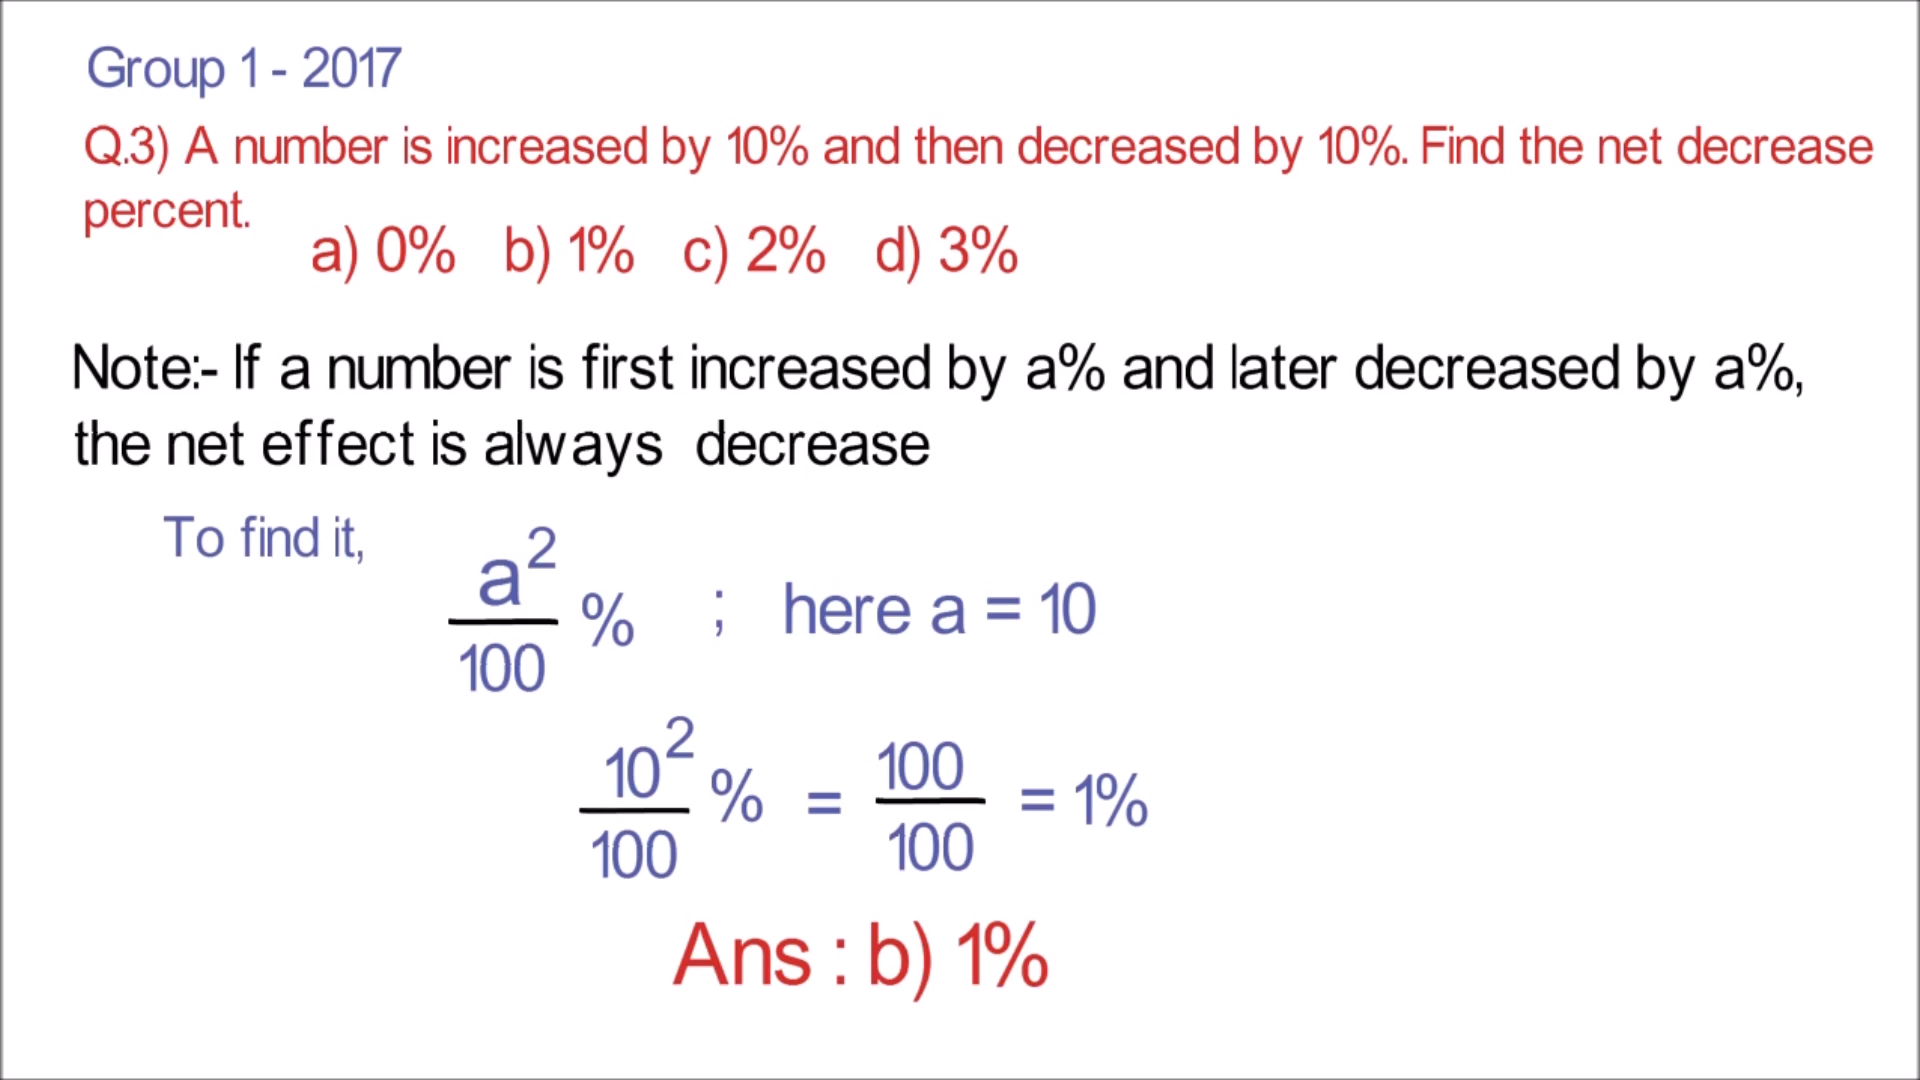 Group 1 - 2017
Q.3) A number is increased by 10% and then decreased by 10%. Find the net decrease
percent.
a) 0% b) 1% c) 2% d) 3%
Note:- If a number is first increased by a% and later decreased by a%,
the net effect is always decrease
To find it,
a²/100 % ; here a = 10
10²/100 % = 100/100 = 1%
Ans : b) 1%